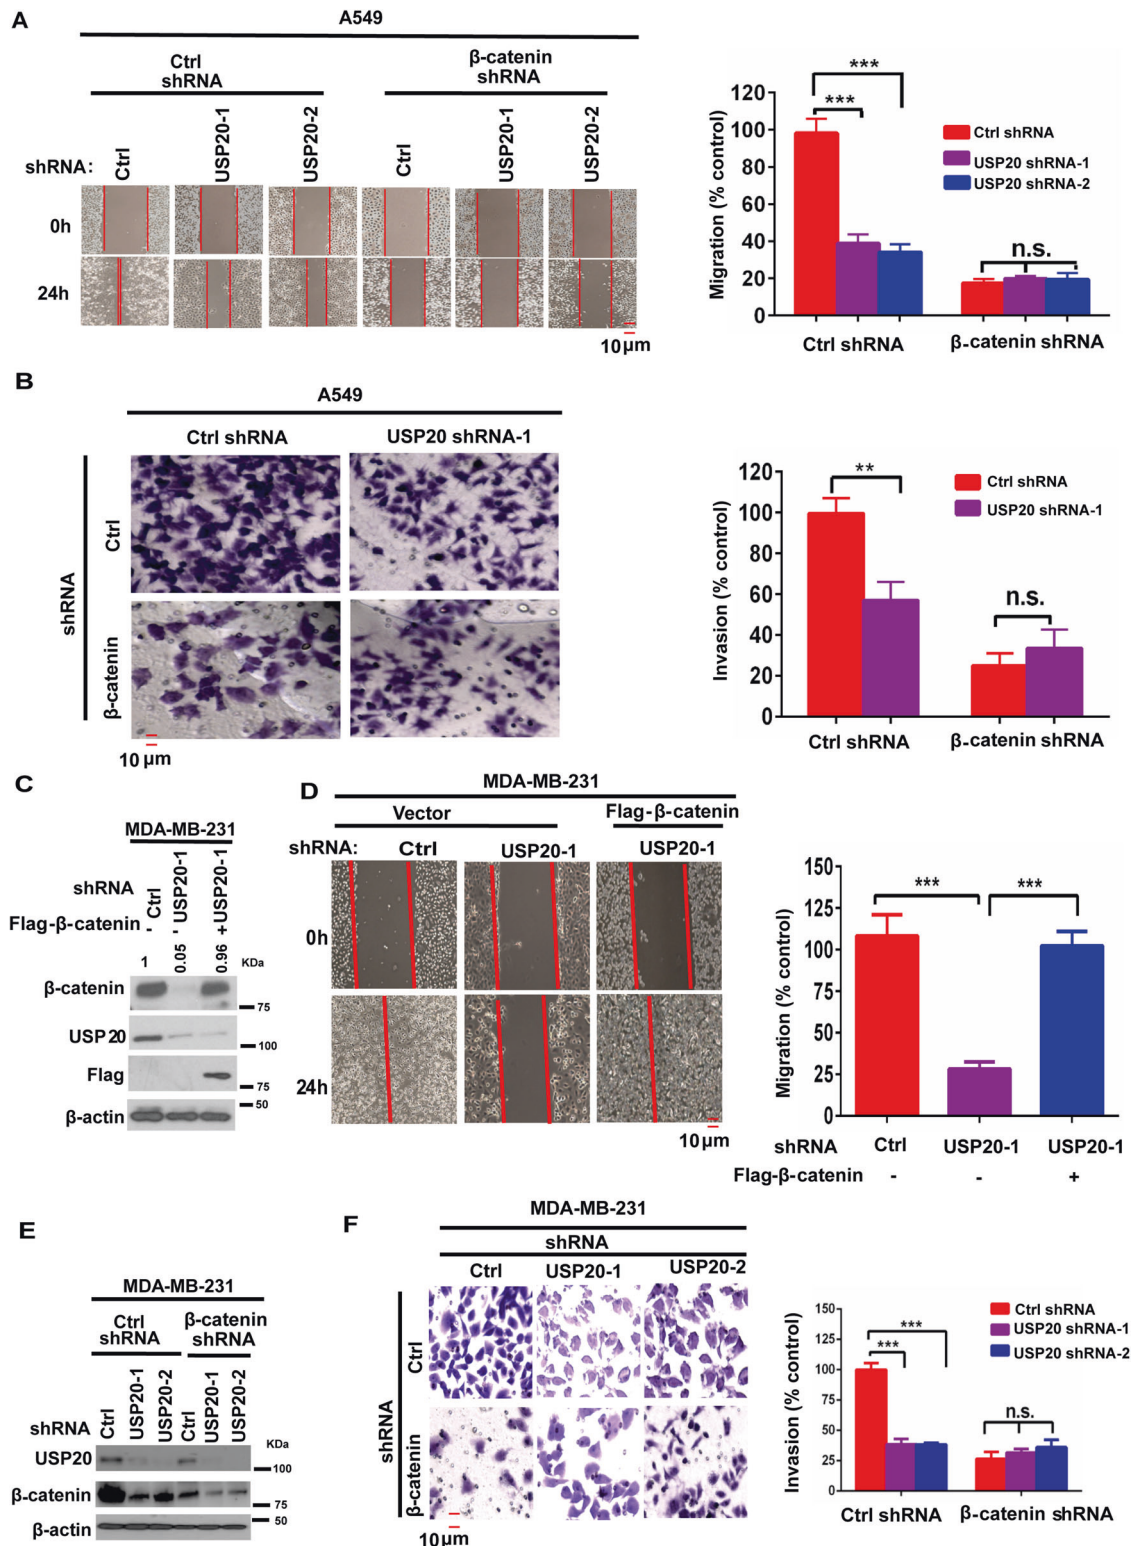 A
A549
Ctrl
shRNA
β-catenin
shRNA
shRNA:
Ctrl
USP20-1
USP20-2
Ctrl
USP20-1
USP20-2
0h
24h
10 µm
Migration (% control)
120
100
80
60
40
20
0
***
***
n.s.
Ctrl shRNA
USP20 shRNA-1
USP20 shRNA-2
Ctrl shRNA
β-catenin shRNA
B
A549
Ctrl shRNA
USP20 shRNA-1
shRNA
Ctrl
β-catenin
10 µm
Invasion (% control)
120
100
80
60
40
20
0
**
n.s.
Ctrl shRNA
USP20 shRNA-1
Ctrl shRNA
β-catenin shRNA
C
MDA-MB-231
shRNA
Ctrl
USP20-1
USP20-1
Flag-β-catenin
-
-
+
1
0.05
0.96
KDa
β-catenin
75
USP20
100
Flag
75
50
β-actin
D
MDA-MB-231
Vector
Flag-β-catenin
shRNA:
Ctrl
USP20-1
USP20-1
0h
24h
10 µm
Migration (% control)
150
125
100
75
50
25
0
***
***
shRNA
Ctrl
USP20-1
USP20-1
Flag-β-catenin
-
-
+
E
MDA-MB-231
Ctrl
shRNA
β-catenin
shRNA
shRNA
Ctrl
USP20-1
USP20-2
Ctrl
USP20-1
USP20-2
KDa
USP20
100
β-catenin
75
50
β-actin
F
MDA-MB-231
shRNA
Ctrl
USP20-1
USP20-2
shRNA
Ctrl
β-catenin
10 µm
Invasion (% control)
150
125
100
75
50
25
0
***
***
n.s.
Ctrl shRNA
USP20 shRNA-1
USP20 shRNA-2
Ctrl shRNA
β-catenin shRNA